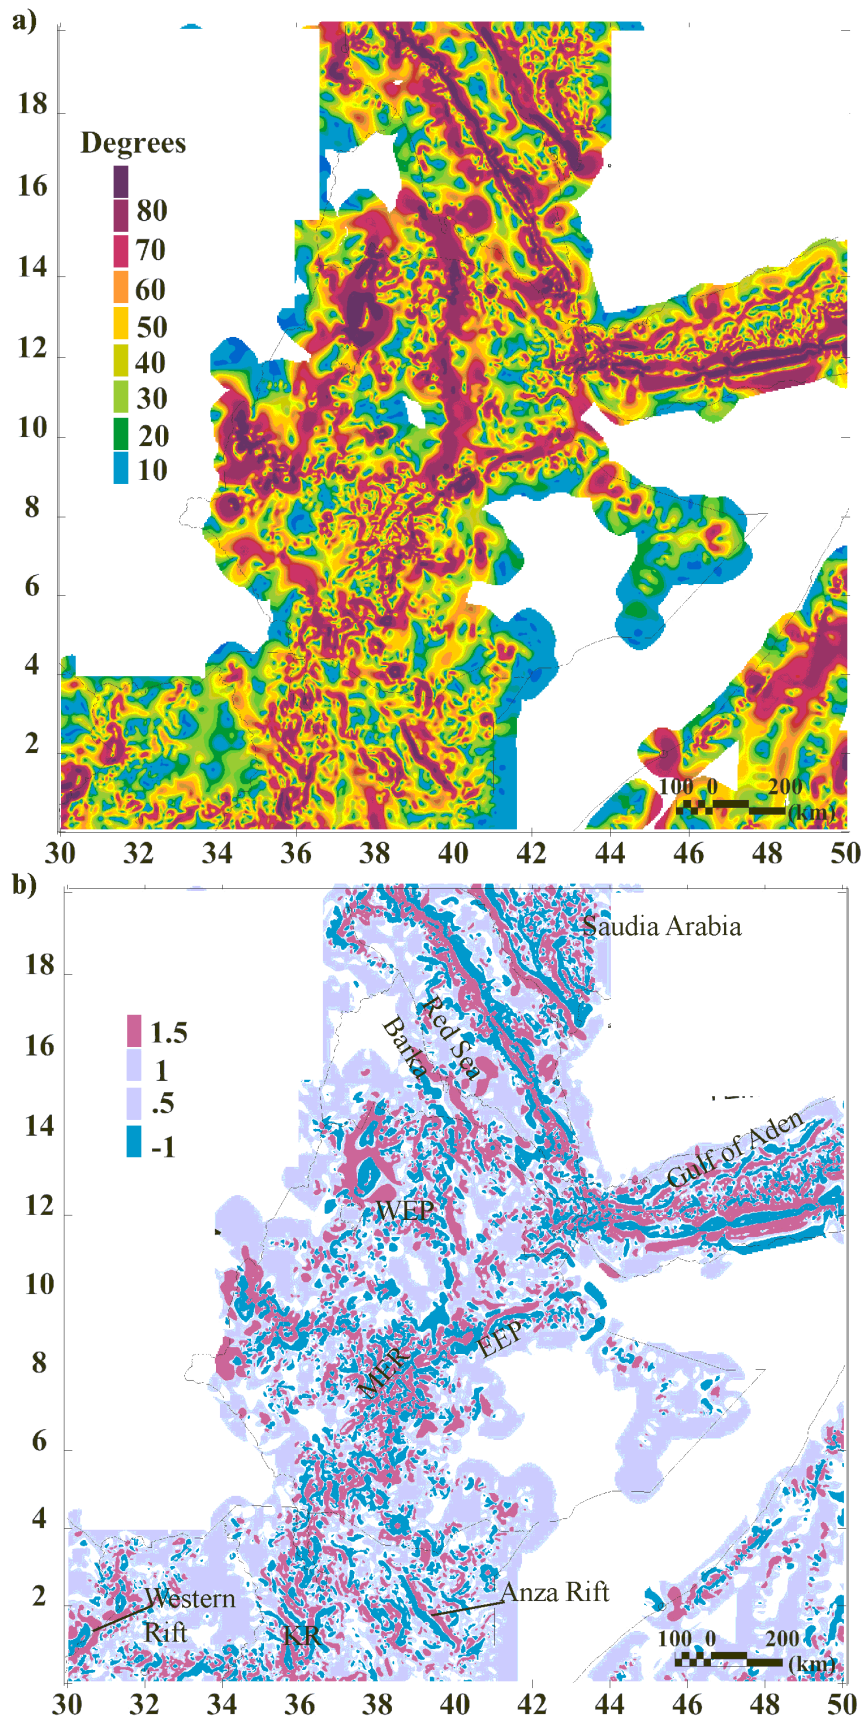 a)
18
Degrees
16
80
70
14
60
50
12
40
30
10
20
10
8
6
4
2
100 0 200
(km)
30 32 34 36 38 40 42 44 46 48 50
b)
Saudia Arabia
18
Red Sea
1.5
16
Barka
1
.5
14
-1
Gulf of Aden
12
WEP
10
EEP
8
MER
6
4
Anza Rift
Western
Rift
2
KR
100 0 200
(km)
30 32 34 36 38 40 42 44 46 48 50